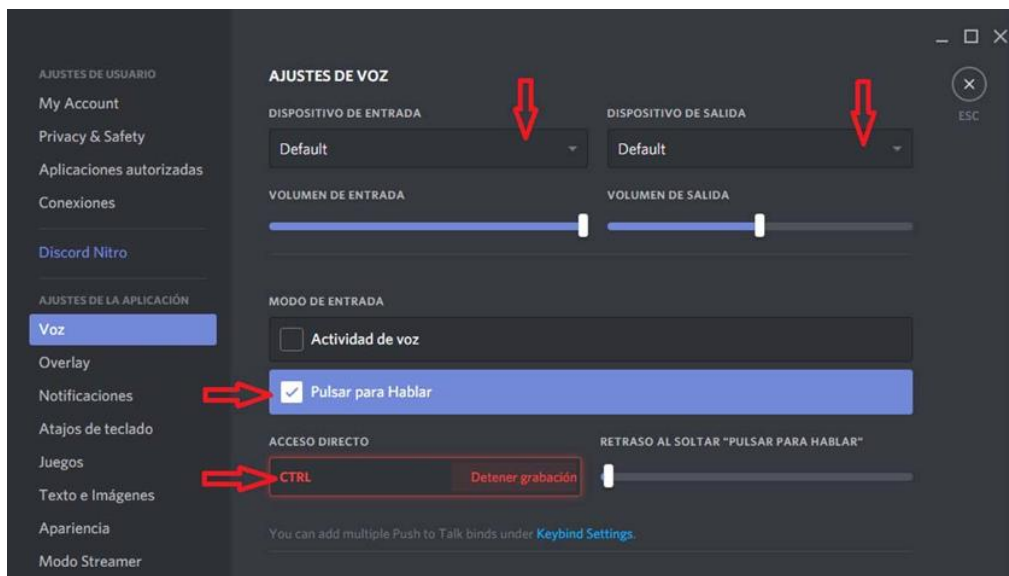 AJUSTES DE USUARIO
My Account
Privacy & Safety
Aplicaciones autorizadas
Conexiones
Discord Nitro
AJUSTES DE LA APLICACIÓN
Voz
Overlay
Notificaciones
Atajos de teclado
Juegos
Texto e Imágenes
Apariencia
Modo Streamer
AJUSTES DE VOZ
DISPOSITIVO DE ENTRADA
Default
DISPOSITIVO DE SALIDA
Default
VOLUMEN DE ENTRADA
VOLUMEN DE SALIDA
MODO DE ENTRADA
Actividad de voz
Pulsar para Hablar
ACCESO DIRECTO
CTRL
Detener grabación
RETRASO AL SOLTAR "PULSAR PARA HABLAR"
You can add multiple Push to Talk binds under Keybind Settings.
ESC